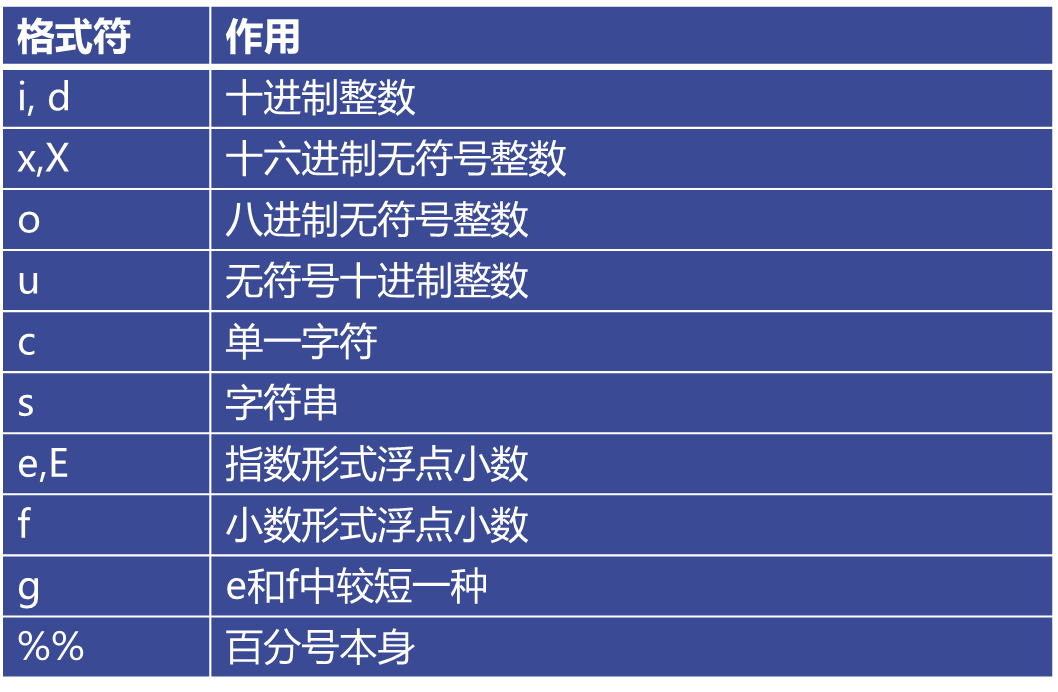 格式符 作用
i, d 十进制整数
x,X 十六进制无符号整数
o 八进制无符号整数
u 无符号十进制整数
c 单一字符
s 字符串
e,E 指数形式浮点小数
f 小数形式浮点小数
g e和f中较短一种
%% 百分号本身